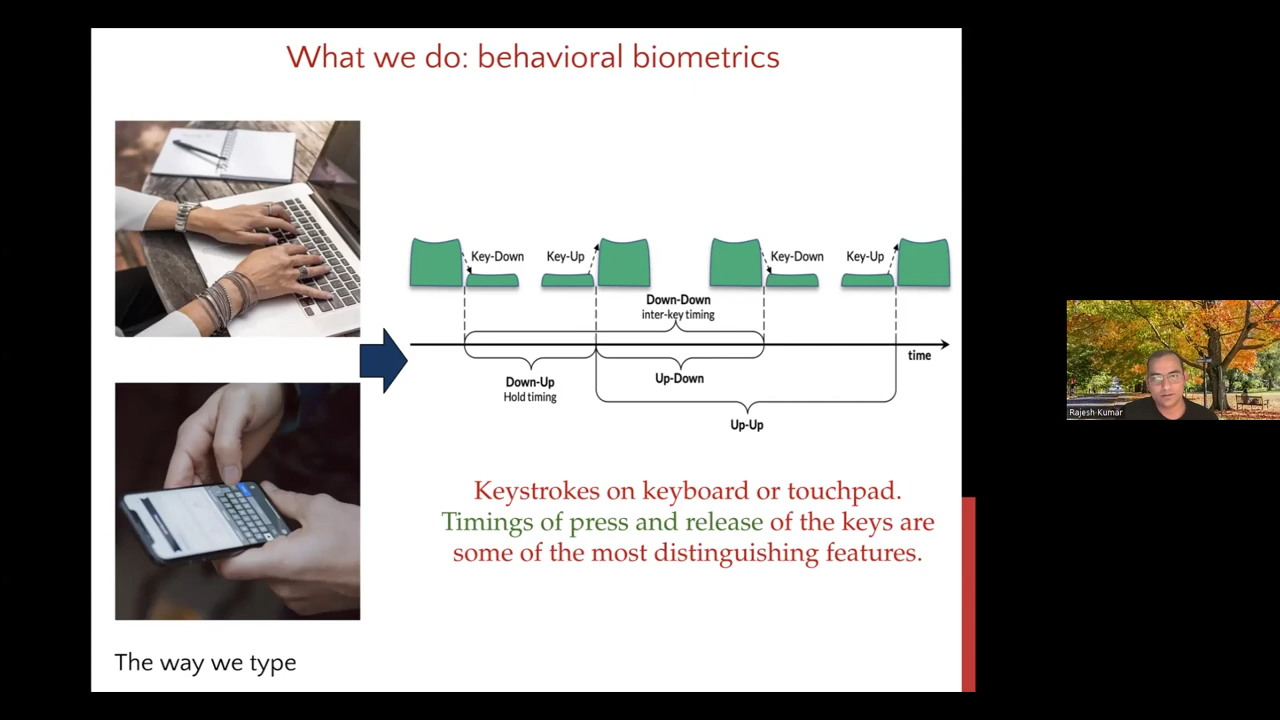 What we do: behavioral biometrics
Key-Down
Key-Up
Key-Down
Key-Up
Down-Down
inter-key timing
time
Down-Up
Hold timing
Up-Down
Up-Up
Keystrokes on keyboard or touchpad.
Timings of press and release of the keys are
some of the most distinguishing features.
The way we type
Rajesh Kumar